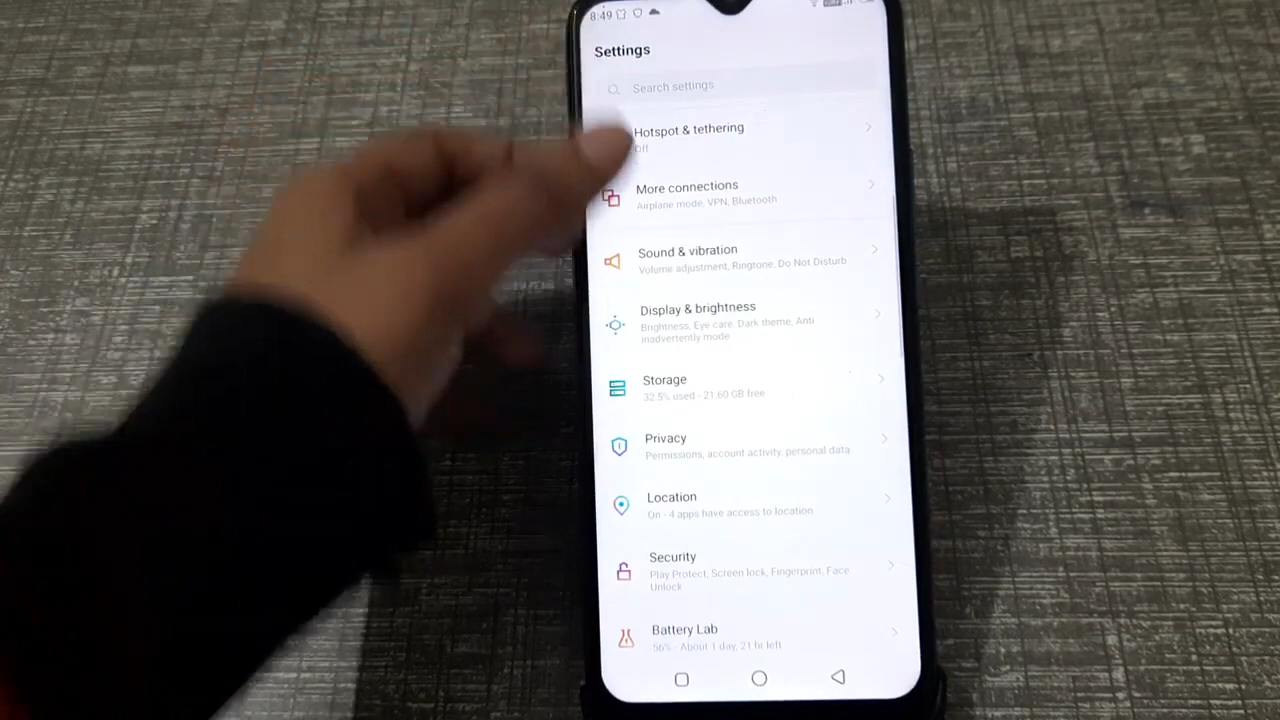 8:49
Settings
Search settings
Hotspot & tethering
Off
More connections
Airplane mode, VPN, Bluetooth
Sound & vibration
Volume adjustment, Ringtone, Do Not Disturb
Display & brightness
Brightness, Eye care, Dark theme, Anti
inadvertently mode
Storage
32.5% used - 21.60 GB free
Privacy
Permissions, account activity, personal data
Location
On - 4 apps have access to location
Security
Play Protect, Screen lock, Fingerprint, Face
Unlock
Battery Lab
56% - About 1 day, 21 hr left